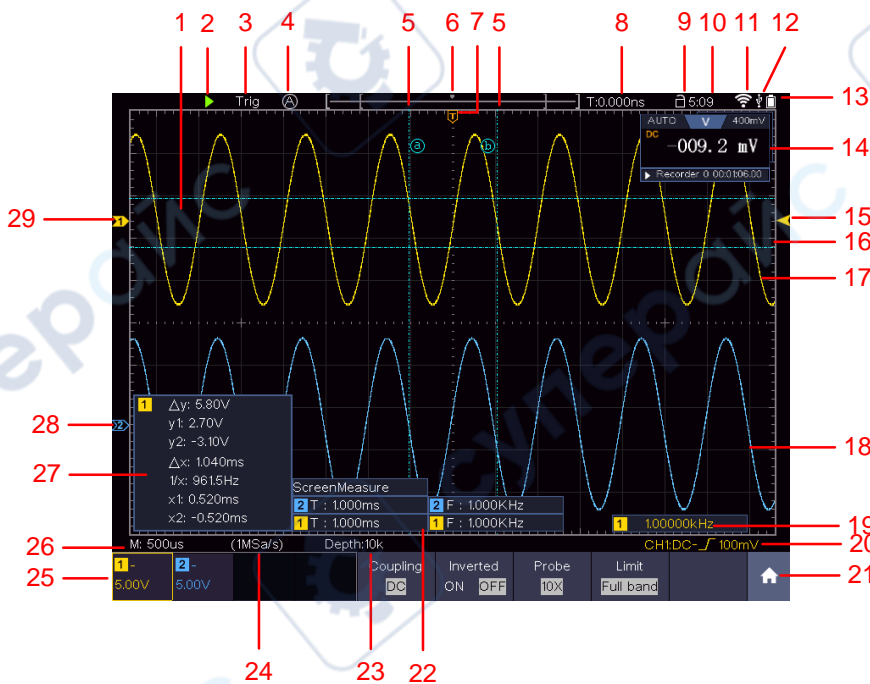 1 2 3 4 5 6 7 5 8 9 10 11 12
Trig A T:0.000ns 5:09
13
T
AUTO V 400mV
DC
-009.2 mV
14
Recorder 0 00:01:06.00
a b
29 1
15
16
17
суперайс
28 2
18
1 △y: 5.80V
y1: 2.70V
y2: -3.10V
△x: 1.040ms
1/x: 961.5Hz
x1: 0.520ms
x2: -0.520ms
27
ScreenMeasure
2 T : 1.000ms 2 F : 1.000KHz
1 T : 1.000ms 1 F : 1.000KHz
1 1.00000kHz 19
26 M: 500us (1MSa/s) Depth:10k CH1:DC- 100mV 20
25 1 - 2 - Coupling Inverted Probe Limit 21
5.00V 5.00V DC ON OFF 10X Full band
24 23 22